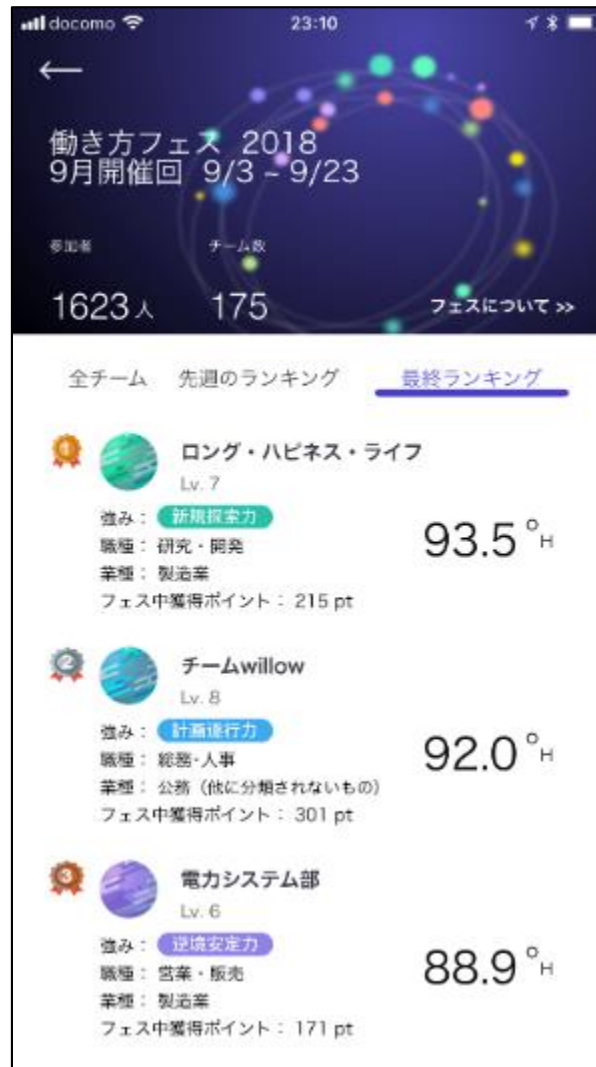 docomo
23:10
働き方フェス 2018
9月開催回 9/3 ~ 9/23
参加者 チーム数
1623人 175
フェスについて >>
全チーム 先週のランキング 最終ランキング
1
ロング・ハピネス・ライフ
Lv. 7
強み： 新規探索力
職種： 研究・開発
業種： 製造業
フェス中獲得ポイント： 215 pt
93.5 °H
2
チームwillow
Lv. 8
強み： 計画遂行力
職種： 総務・人事
業種： 公務（他に分類されないもの）
フェス中獲得ポイント： 301 pt
92.0 °H
3
電力システム部
Lv. 6
強み： 逆境安定力
職種： 営業・販売
業種： 製造業
フェス中獲得ポイント： 171 pt
88.9 °H